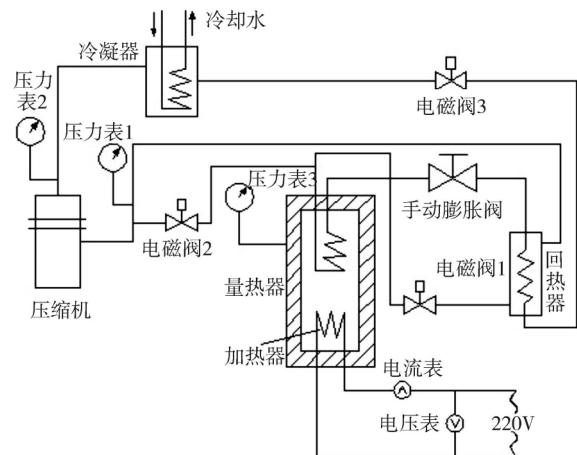 冷却水
冷凝器
压力
表2
电磁阀3
压力表1
压力表3
手动膨胀阀
电磁阀2
电磁阀1
回
热
器
量热器
压缩机
加热器
电流表
A
电压表
V
220V